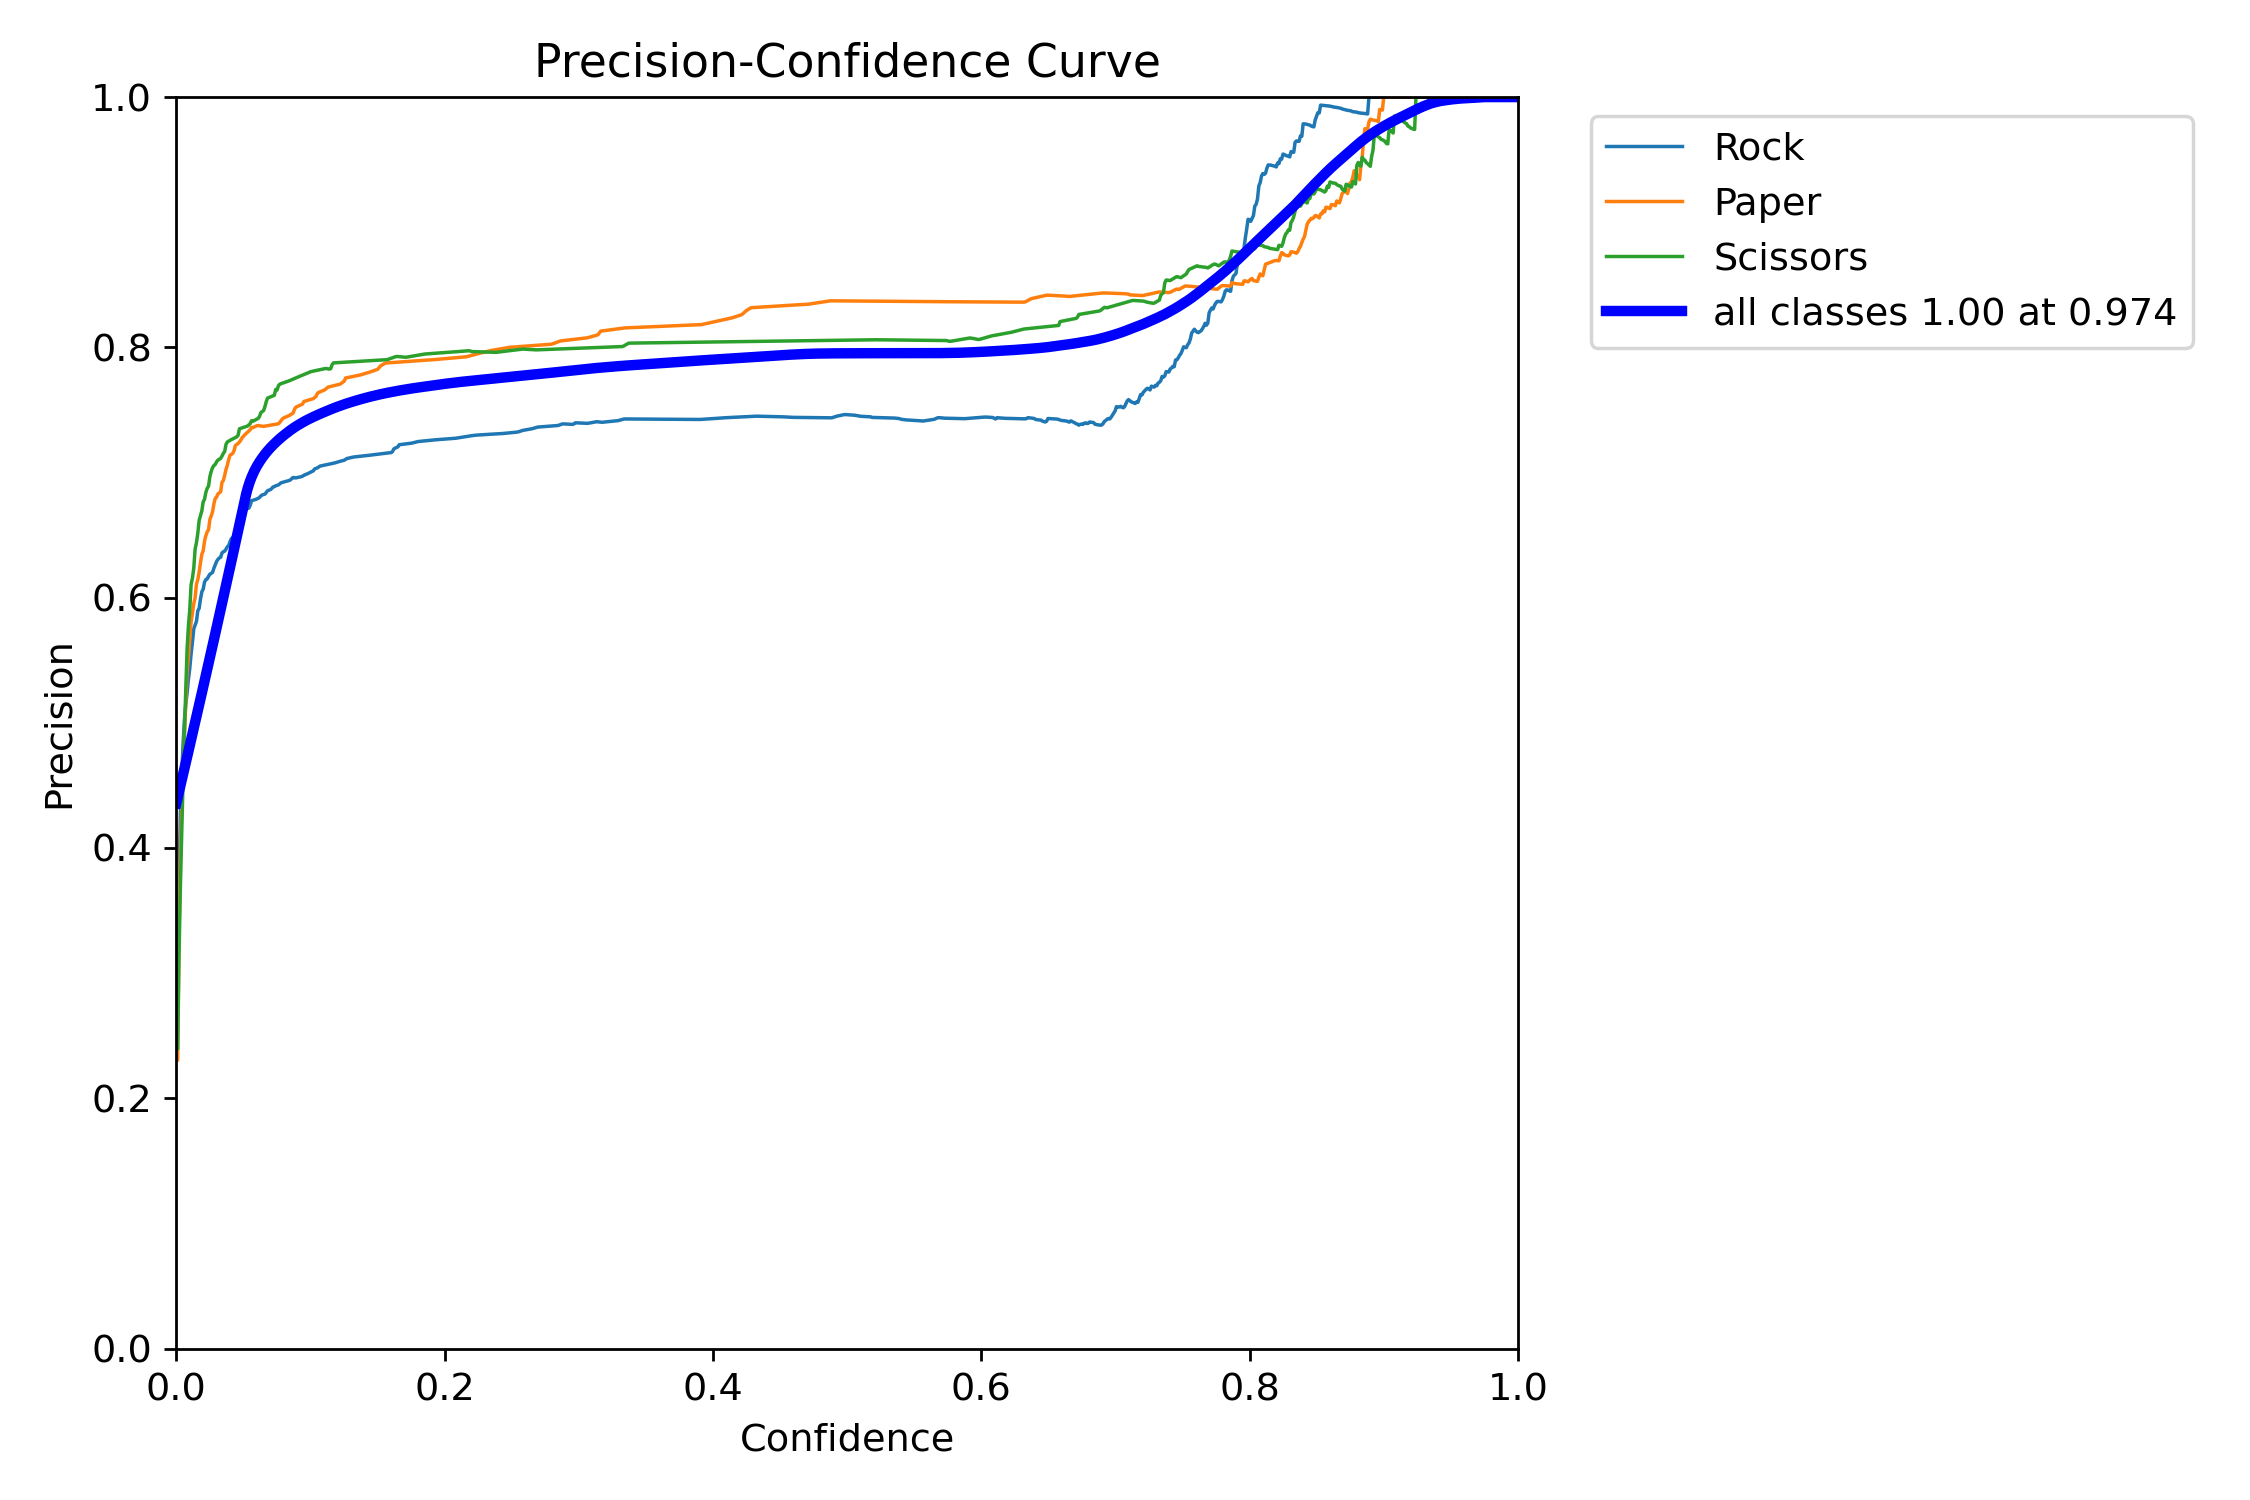 Precision-Confidence Curve
1.0
0.8
0.6
0.4
0.2
0.0
Precision
0.0 0.2 0.4 0.6 0.8 1.0
Confidence
Rock
Paper
Scissors
all classes 1.00 at 0.974